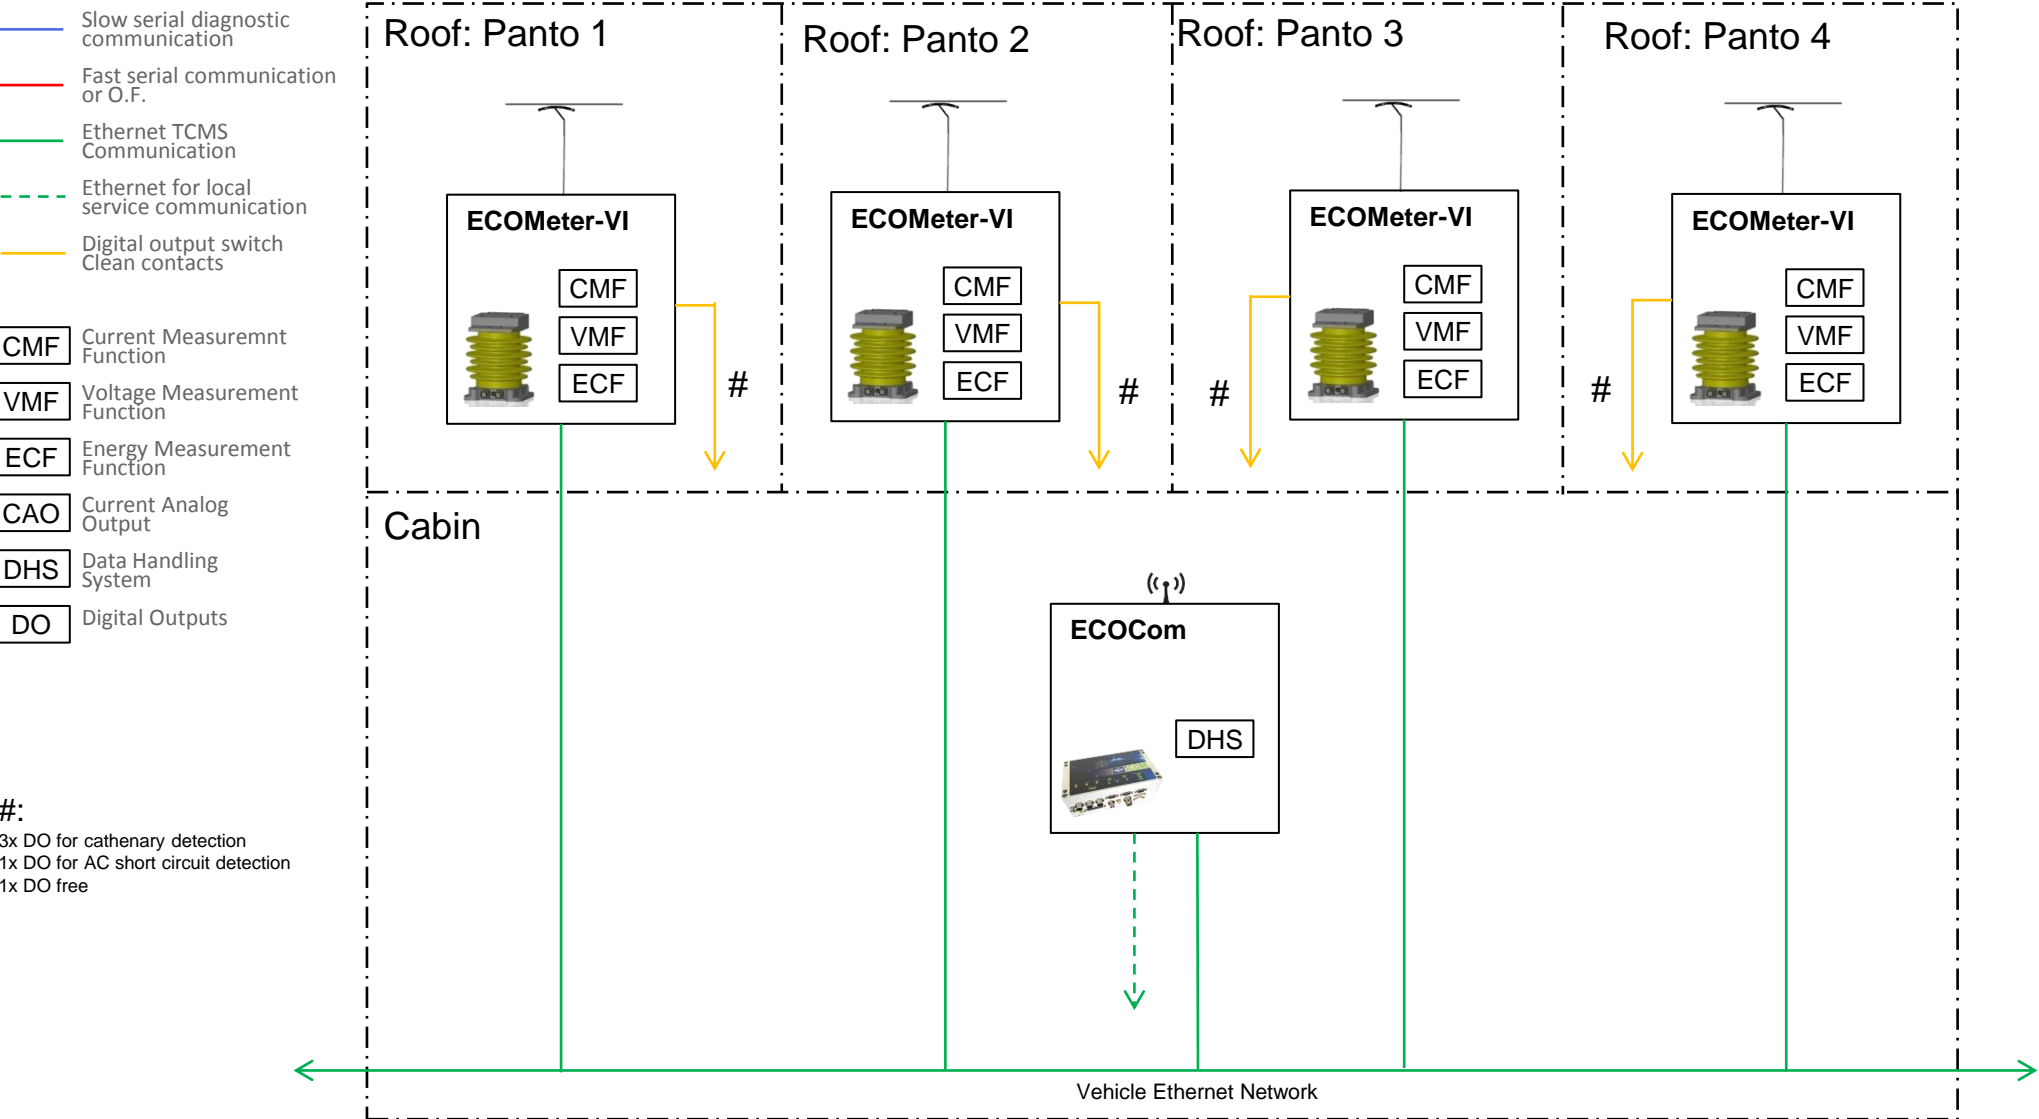 Slow serial diagnostic
communication
Fast serial communication
or O.F.
Ethernet TCMS
Communication
Ethernet for local
service communication
Digital output switch
Clean contacts
CMF
Current Measuremnt
Function
VMF
Voltage Measurement
Function
ECF
Energy Measurement
Function
CAO
Current Analog
Output
DHS
Data Handling
System
DO
Digital Outputs
#:
3x DO for cathenary detection
1x DO for AC short circuit detection
1x DO free
Roof: Panto 1
ECOMeter-VI
CMF
VMF
ECF
#
Roof: Panto 2
ECOMeter-VI
CMF
VMF
ECF
#
Roof: Panto 3
ECOMeter-VI
CMF
VMF
ECF
#
Roof: Panto 4
ECOMeter-VI
CMF
VMF
ECF
#
Cabin
ECOCom
DHS
Vehicle Ethernet Network